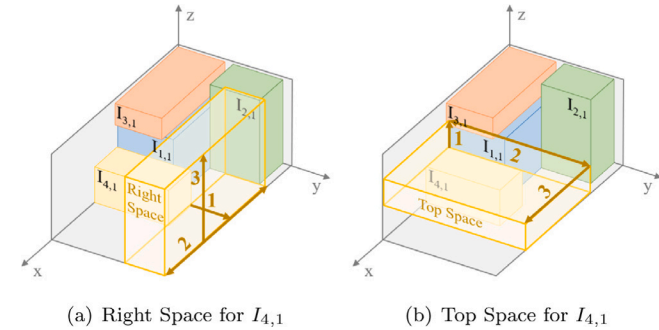 z
I2,1
I3,1
I1,1
I4,1
Right
Space
3
1
2
y
x
(a) Right Space for I4,1
z
I2,1
I3,1
1
I1,1
2
I4,1
3
Top Space
y
x
(b) Top Space for I4,1